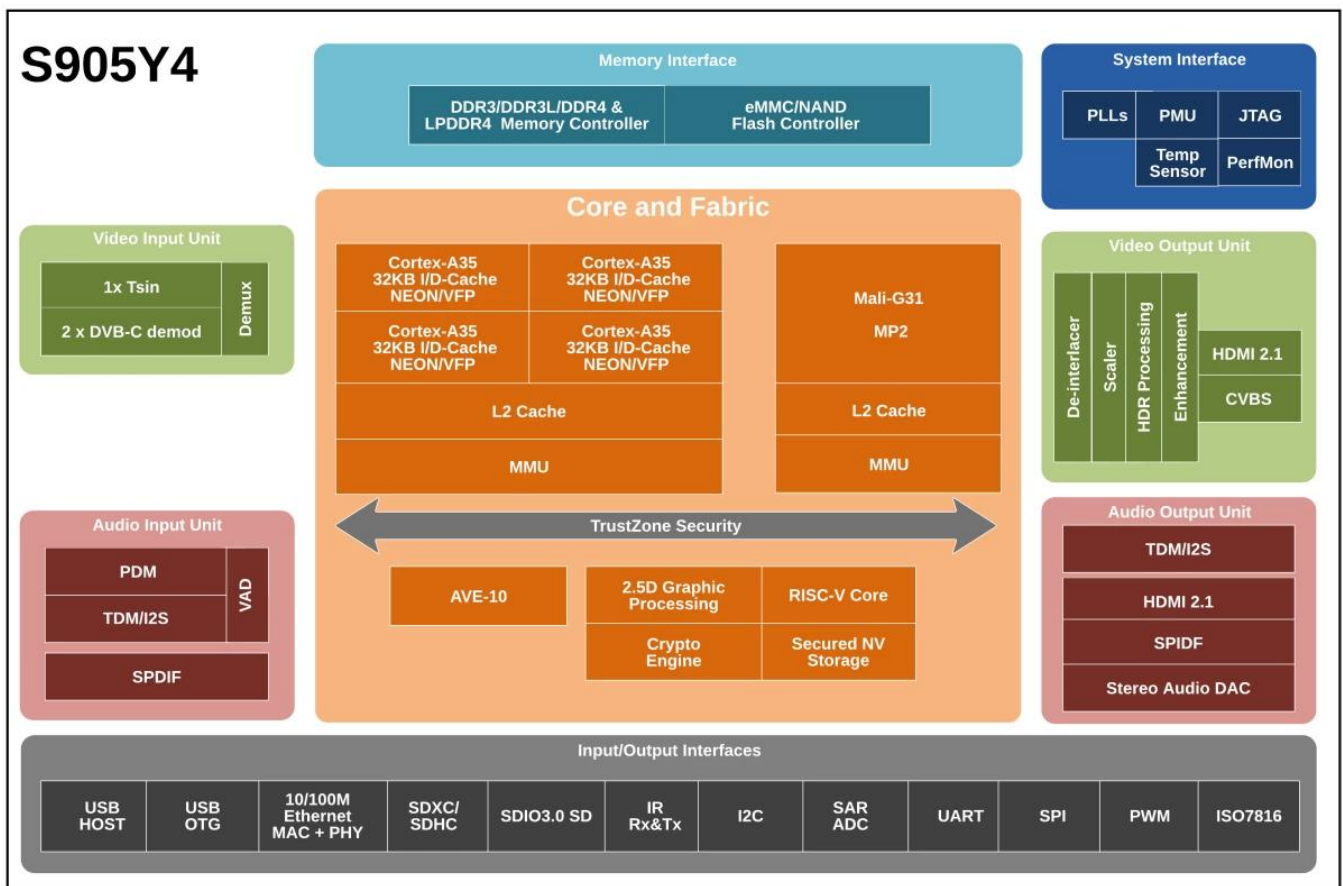 S905Y4
Memory Interface
DDR3/DDR3L/DDR4 &
LPDDR4 Memory Controller
eMMC/NAND
Flash Controller
System Interface
PLLs
PMU
JTAG
Temp
Sensor
PerfMon
Video Input Unit
1x Tsin
2 x DVB-C demod
Demux
Core and Fabric
Cortex-A35
32KB I/D-Cache
NEON/VFP
Cortex-A35
32KB I/D-Cache
NEON/VFP
Cortex-A35
32KB I/D-Cache
NEON/VFP
Cortex-A35
32KB I/D-Cache
NEON/VFP
L2 Cache
MMU
Mali-G31
MP2
L2 Cache
MMU
TrustZone Security
AVE-10
2.5D Graphic
Processing
RISC-V Core
Crypto
Engine
Secured NV
Storage
Video Output Unit
De-interlacer
Scaler
HDR Processing
Enhancement
HDMI 2.1
CVBS
Audio Input Unit
PDM
TDM/I2S
VAD
SPDIF
Audio Output Unit
TDM/I2S
HDMI 2.1
SPIDF
Stereo Audio DAC
Input/Output Interfaces
USB
HOST
USB
OTG
10/100M
Ethernet
MAC + PHY
SDXC/
SDHC
SDIO3.0 SD
IR
Rx&Tx
I2C
SAR
ADC
UART
SPI
PWM
ISO7816